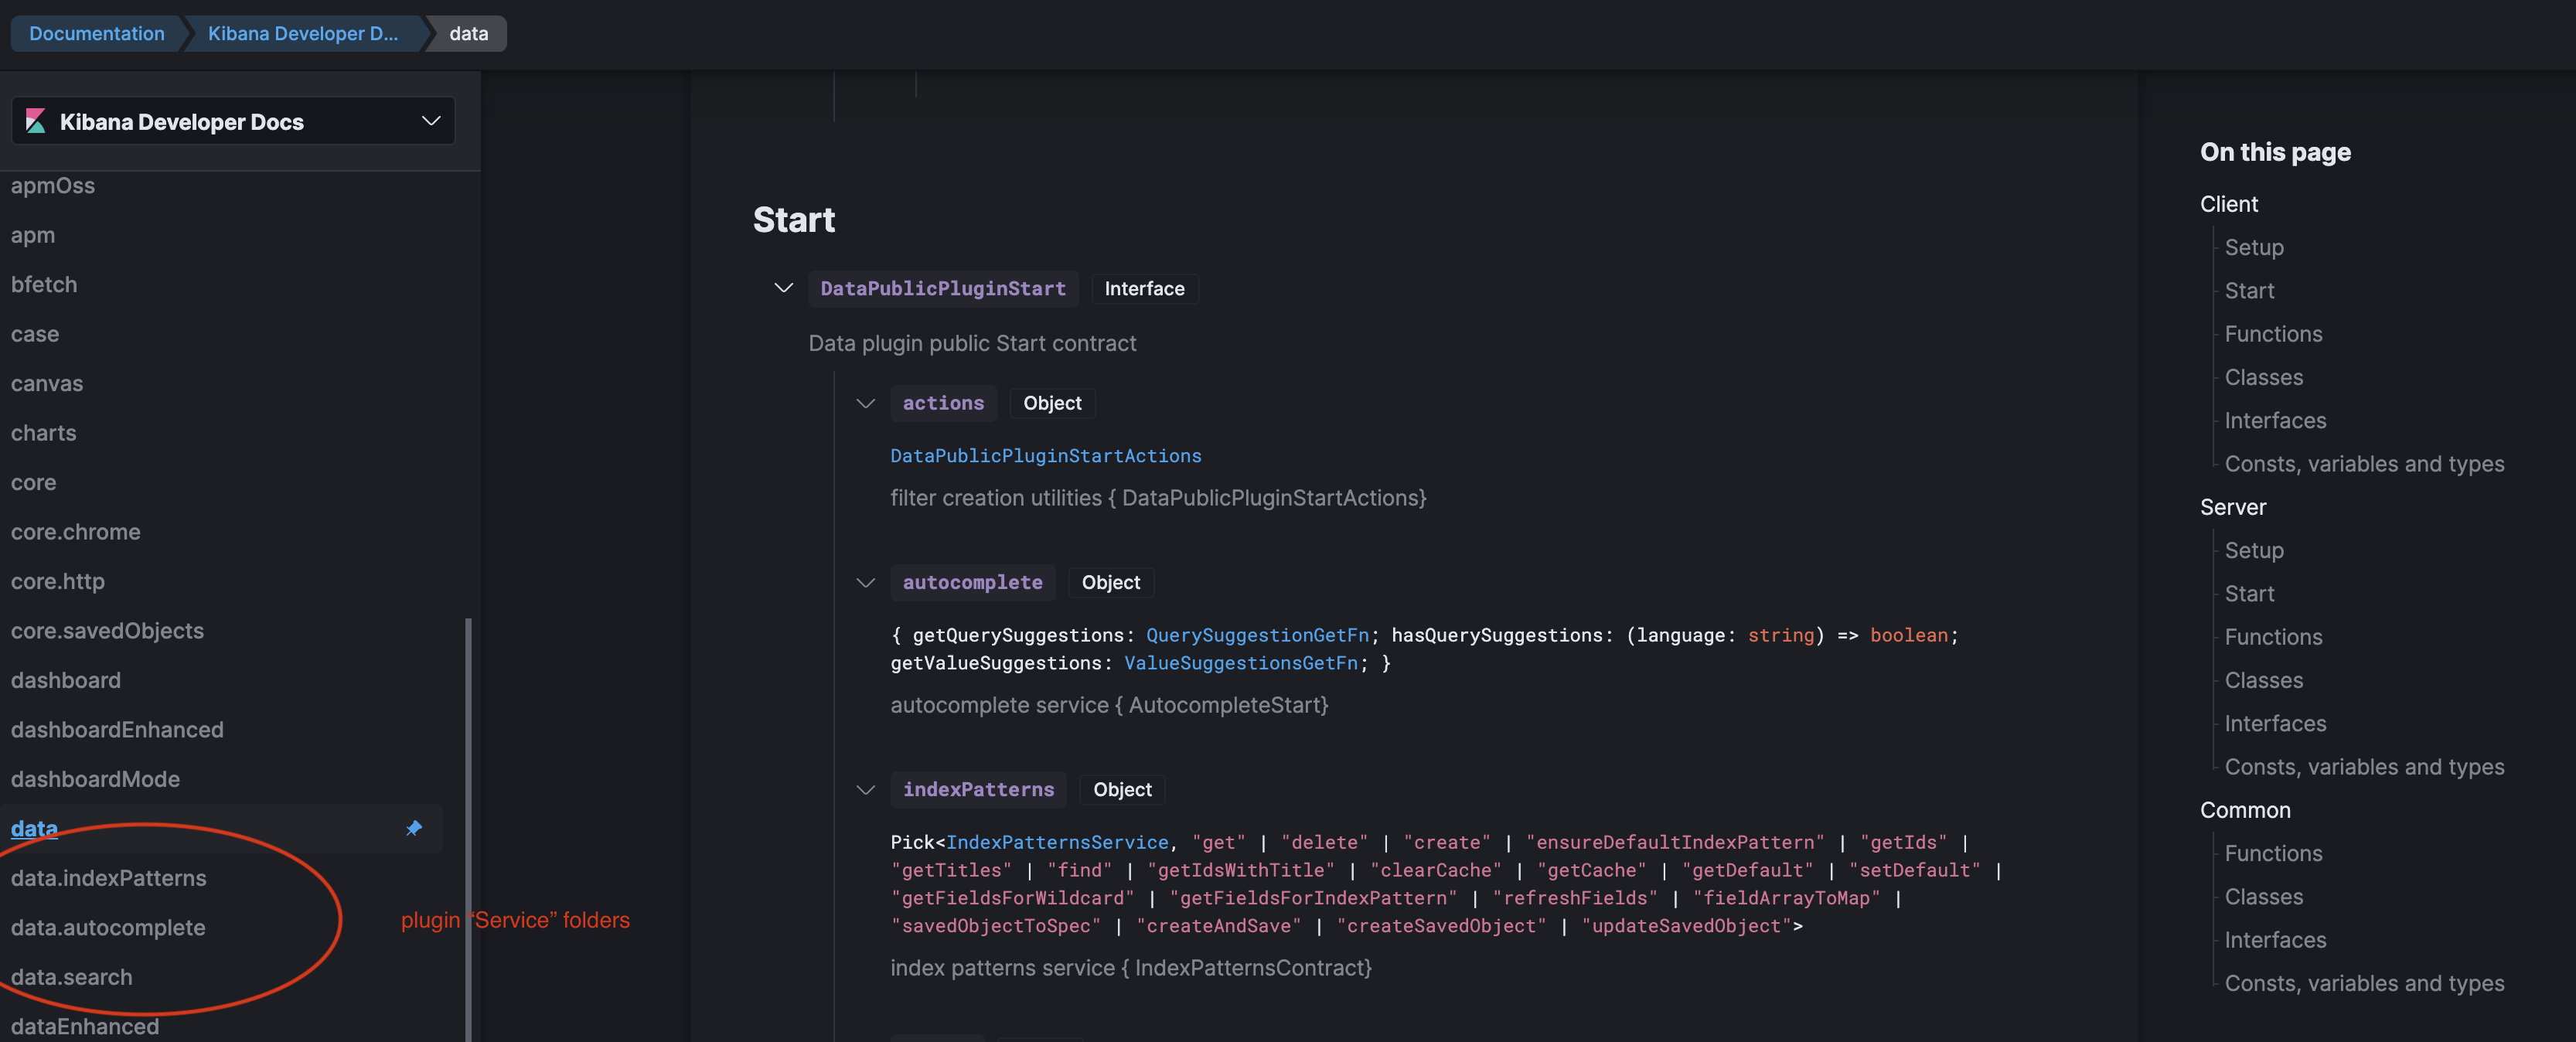 Documentation
Kibana Developer D...
data
Kibana Developer Docs
apmOss
apm
bfetch
case
canvas
charts
core
core.chrome
core.http
core.savedObjects
dashboard
dashboardEnhanced
dashboardMode
data
data.indexPatterns
data.autocomplete
data.search
dataEnhanced
plugin “Service” folders
Start
DataPublicPluginStart Interface
Data plugin public Start contract
actions Object
DataPublicPluginStartActions
filter creation utilities { DataPublicPluginStartActions}
autocomplete Object
{ getQuerySuggestions: QuerySuggestionGetFn; hasQuerySuggestions: (language: string) => boolean;
getValueSuggestions: ValueSuggestionsGetFn; }
autocomplete service { AutocompleteStart}
indexPatterns Object
Pick<IndexPatternsService, "get" | "delete" | "create" | "ensureDefaultIndexPattern" | "getIds" |
"getTitles" | "find" | "getIdsWithTitle" | "clearCache" | "getCache" | "getDefault" | "setDefault" |
"getFieldsForWildcard" | "getFieldsForIndexPattern" | "refreshFields" | "fieldArrayToMap" |
"savedObjectToSpec" | "createAndSave" | "createSavedObject" | "updateSavedObject">
index patterns service { IndexPatternsContract}
On this page
Client
Setup
Start
Functions
Classes
Interfaces
Consts, variables and types
Server
Setup
Start
Functions
Classes
Interfaces
Consts, variables and types
Common
Functions
Classes
Interfaces
Consts, variables and types